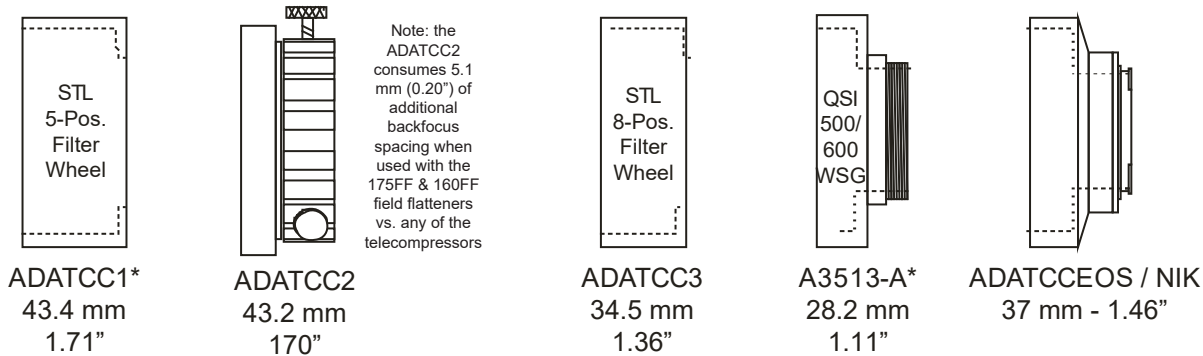 STL
5-Pos.
Filter
Wheel
ADATCC1*
43.4 mm
1.71”
ADATCC2
43.2 mm
170”
Note: the
ADATCC2
consumes 5.1
mm (0.20”) of
additional
backfocus
spacing when
used with the
175FF & 160FF
field flatteners
vs. any of the
telecompressors
STL
8-Pos.
Filter
Wheel
ADATCC3
34.5 mm
1.36”
QSI
500/
600
WSG
A3513-A*
28.2 mm
1.11”
ADATCCEOS / NIK
37 mm - 1.46”